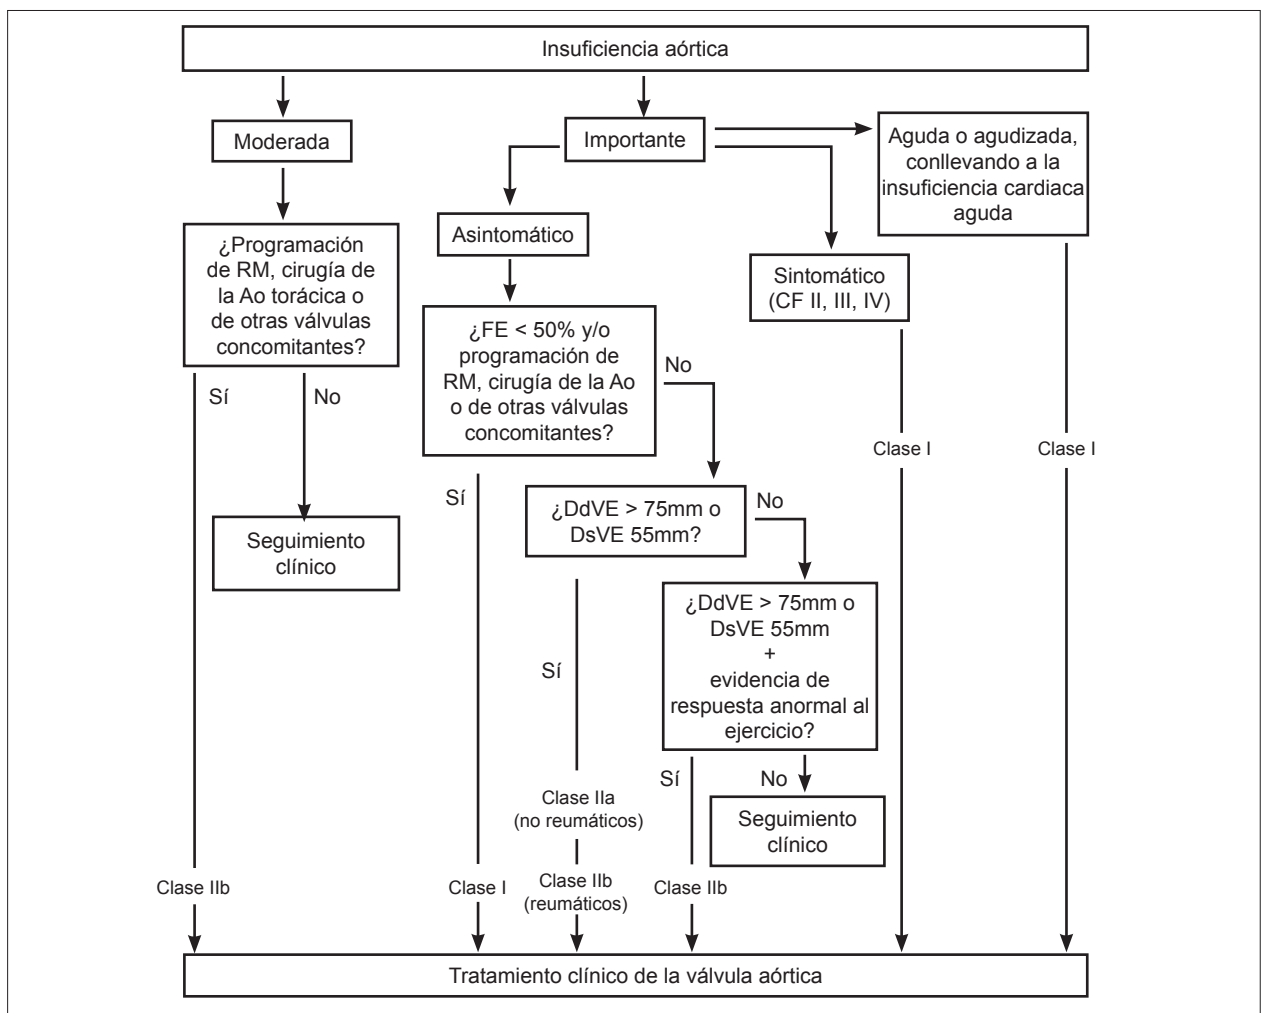 Insuficiencia aórtica
Moderada
Importante
Aguda o agudizada,
conllevando a la
insuficiencia cardiaca
aguda
¿Programación
de RM, cirugía de
la Ao torácica o
de otras válvulas
concomitantes?
Asintomático
Sintomático
(CF II, III, IV)
¿FE < 50% y/o
programación de
RM, cirugía de la Ao
o de otras válvulas
concomitantes?
No
Sí
No
Clase I
Clase I
Sí
¿DdVE > 75mm o
DsVE 55mm?
No
Seguimiento
clínico
¿DdVE > 75mm o
DsVE 55mm
+
evidencia de
respuesta anormal al
ejercicio?
Sí
Sí
No
Clase IIa
(no reumáticos)
Seguimiento
clínico
Clase IIb
Clase I
Clase IIb
(reumáticos)
Clase IIb
Tratamiento clínico de la válvula aórtica